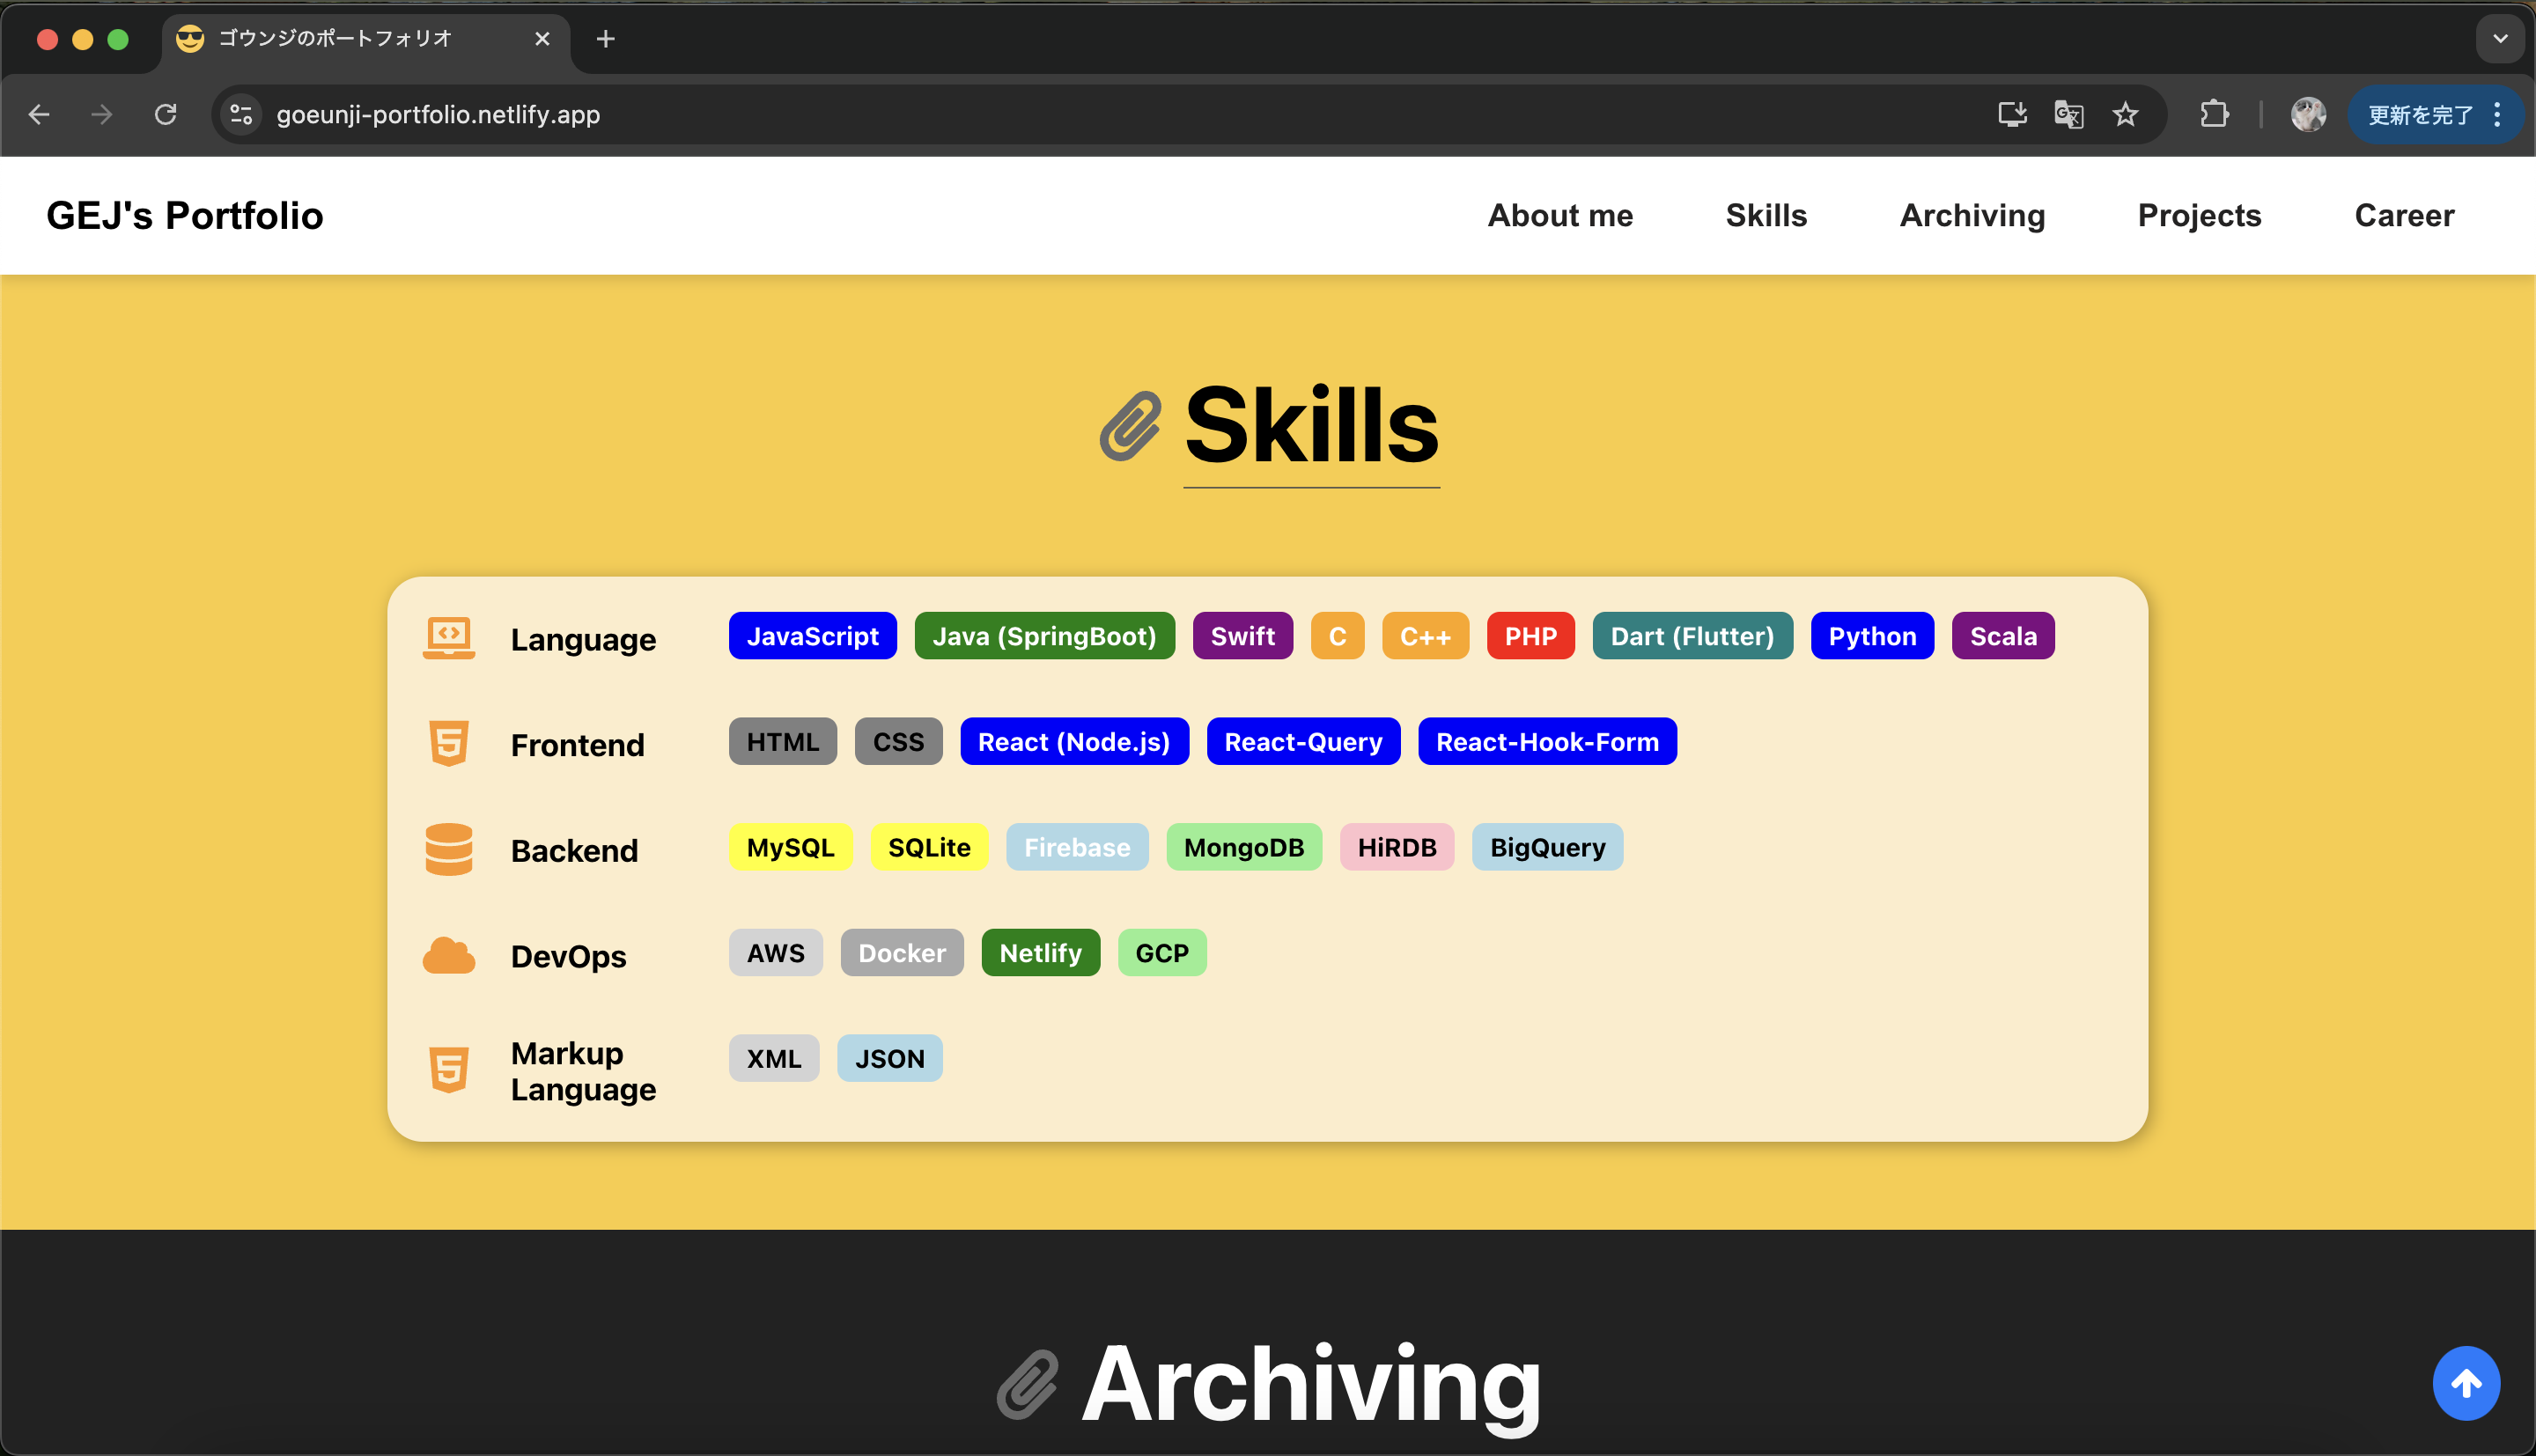 ゴウンジのポートフォリオ
goeunji-portfolio.netlify.app
更新を完了
GEJ's Portfolio
About me Skills Archiving Projects Career
Skills
Language JavaScript Java (SpringBoot) Swift C C++ PHP Dart (Flutter) Python Scala
Frontend HTML CSS React (Node.js) React-Query React-Hook-Form
Backend MySQL SQLite Firebase MongoDB HiRDB BigQuery
DevOps AWS Docker Netlify GCP
Markup
Language
XML JSON
Archiving